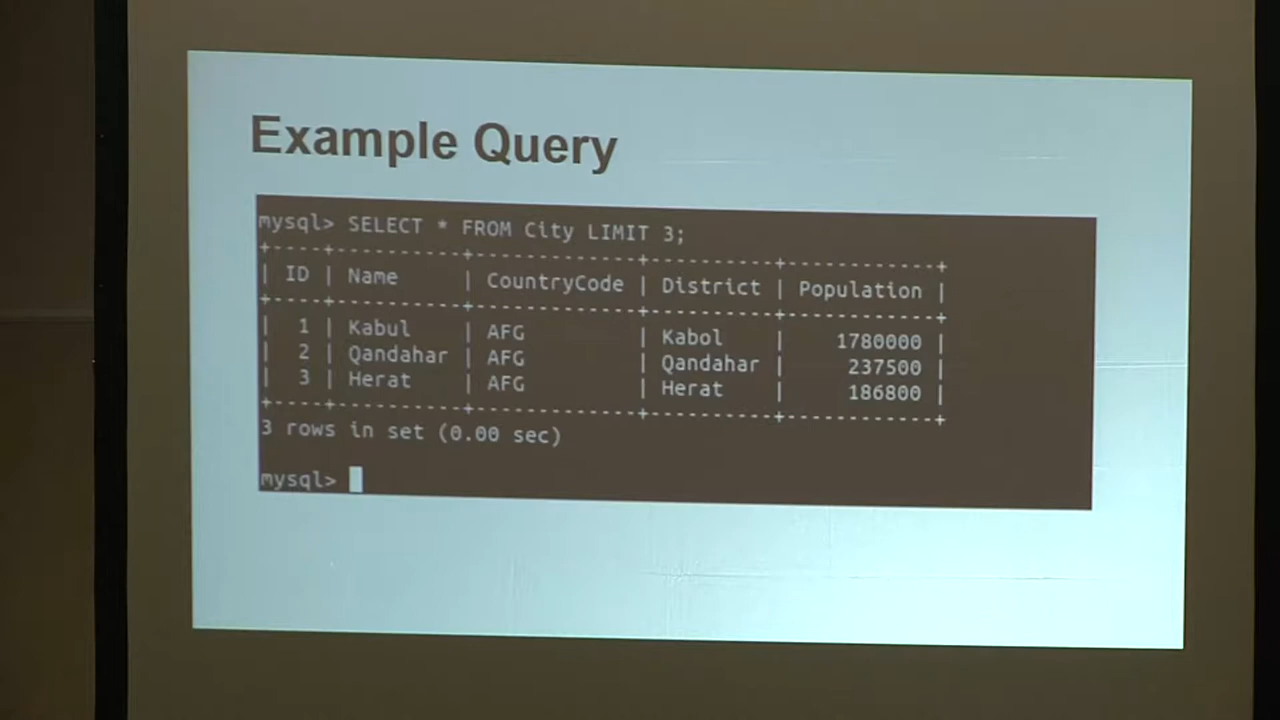 Example Query
mysql> SELECT * FROM City LIMIT 3;
+----+-----------+-------------+----------+------------+
| ID | Name      | CountryCode | District | Population |
+----+-----------+-------------+----------+------------+
|  1 | Kabul     | AFG         | Kabol    |    1780000 |
|  2 | Qandahar  | AFG         | Qandahar |     237500 |
|  3 | Herat     | AFG         | Herat    |     186800 |
+----+-----------+-------------+----------+------------+
3 rows in set (0.00 sec)
mysql>